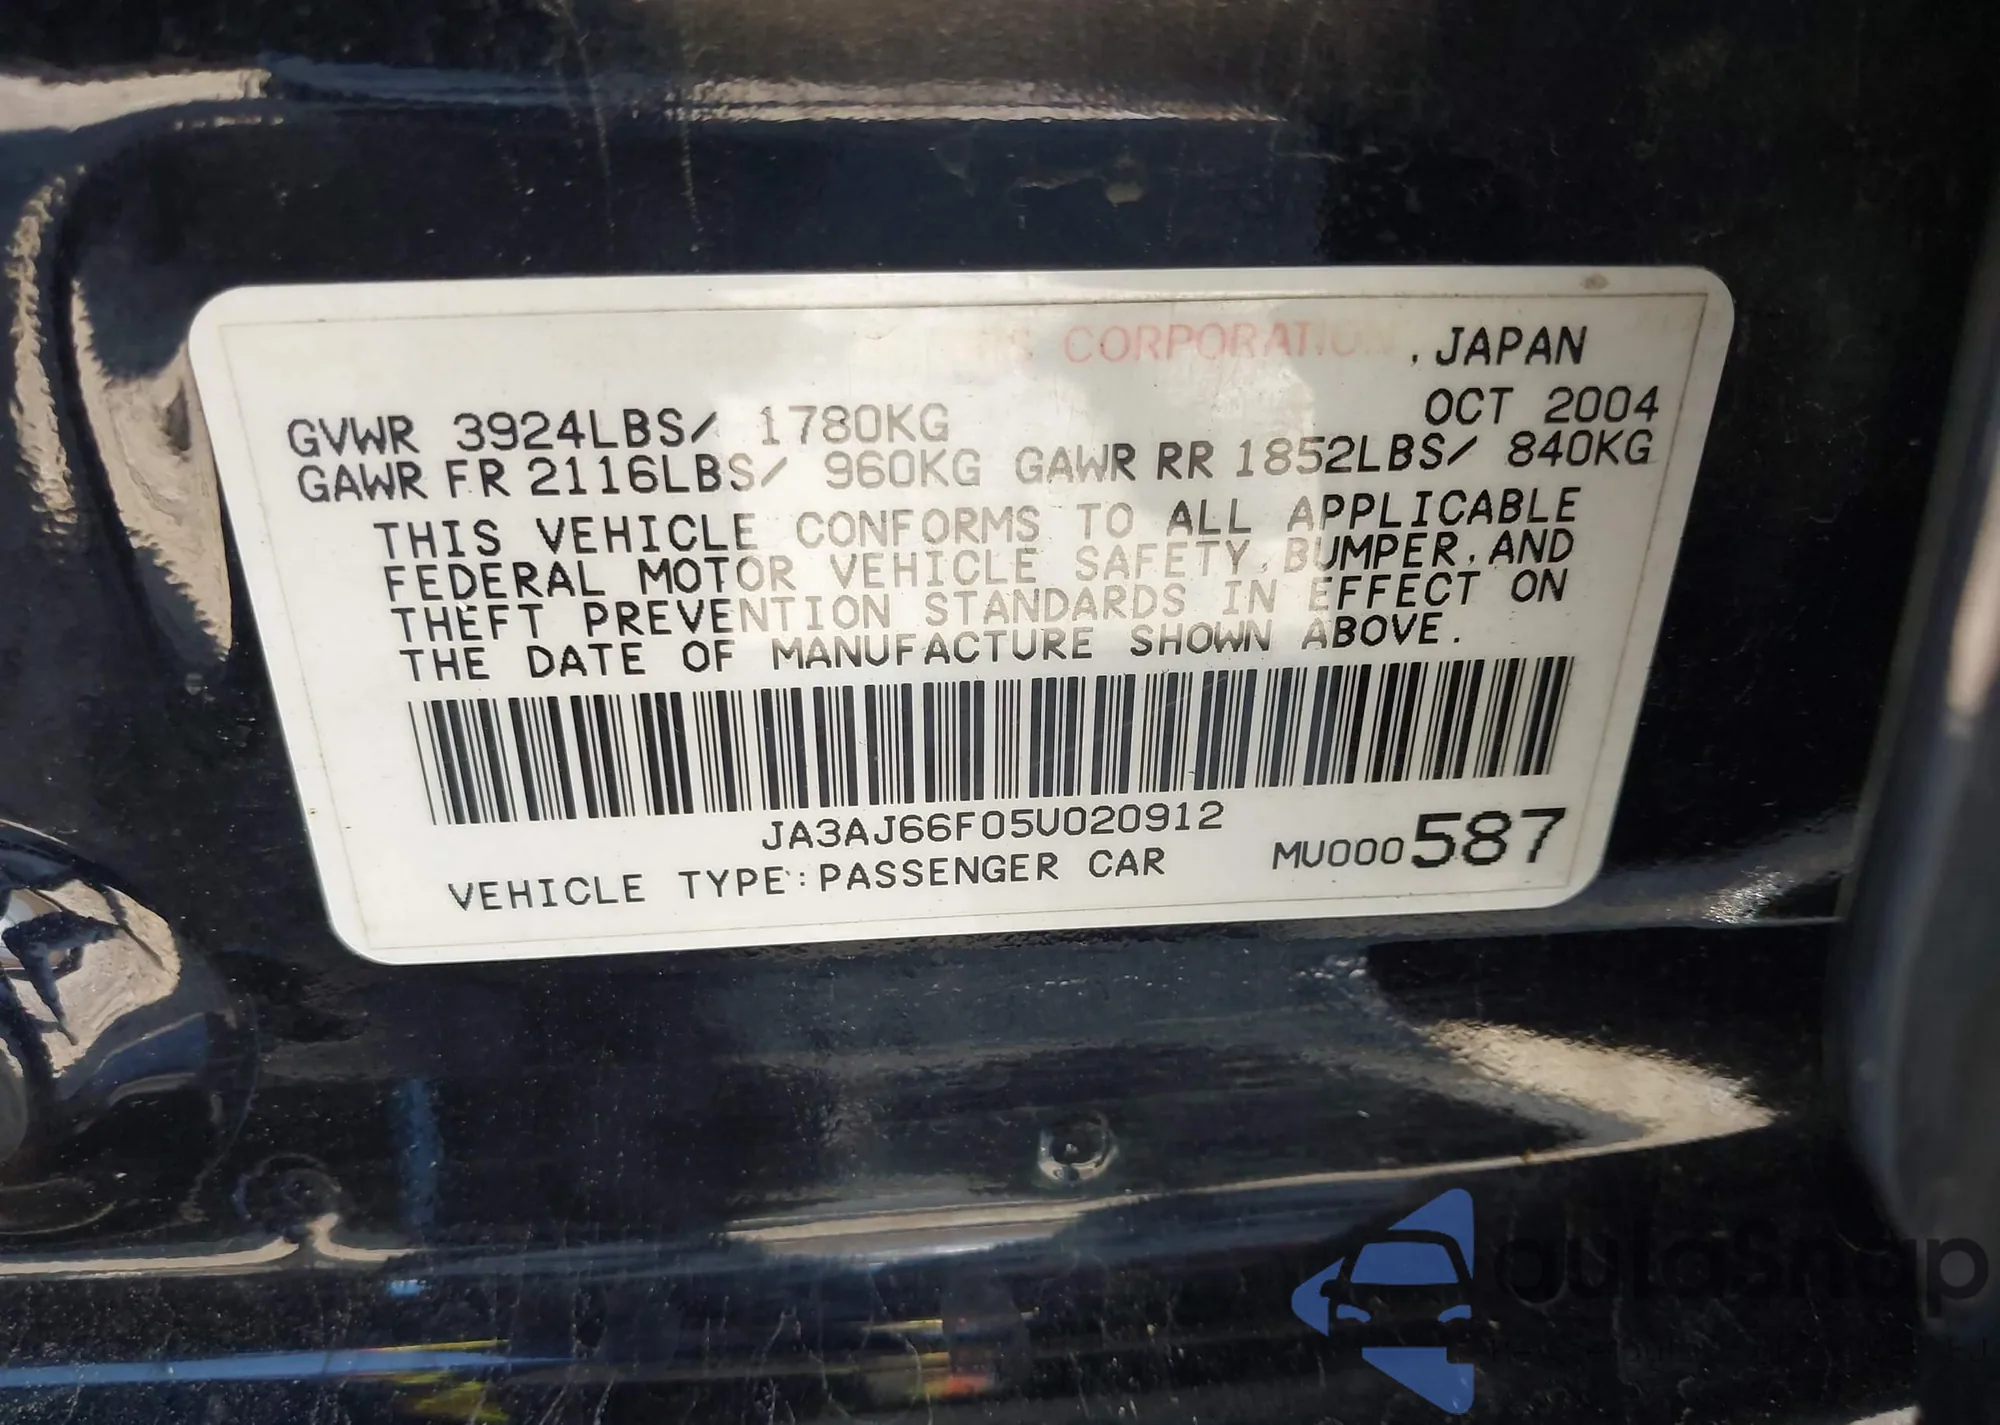 CORPORATION , JAPAN
OCT 2004
GVWR 3924LBS/ 1780KG
GAWR FR 2116LBS/ 960KG GAWR RR 1852LBS/ 840KG
THIS VEHICLE CONFORMS TO ALL APPLICABLE
FEDERAL MOTOR VEHICLE SAFETY, BUMPER, AND
THEFT PREVENTION STANDARDS IN EFFECT ON
THE DATE OF MANUFACTURE SHOWN ABOVE.
JA3AJ66F05U020912
VEHICLE TYPE: PASSENGER CAR MU000587
autosnap